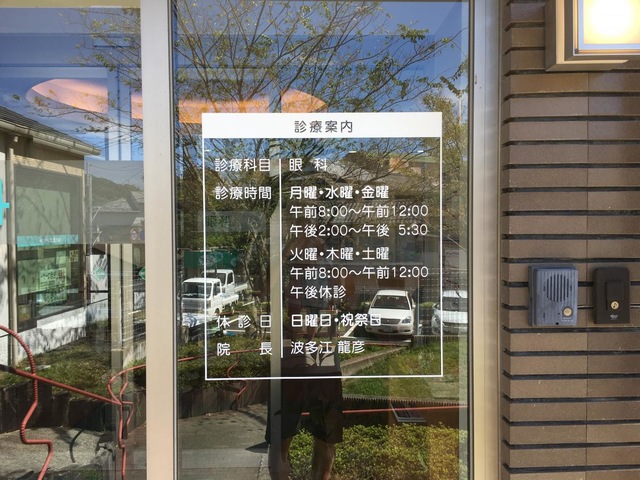 診療案内
診療科目 眼科
診療時間 月曜・水曜・金曜
午前8:00～午前12:00
午後2:00～午後 5:30
火曜・木曜・土曜
午前8:00～午前12:00
午後休診
休診日 日曜日・祝祭日
院長 波多江 龍彦